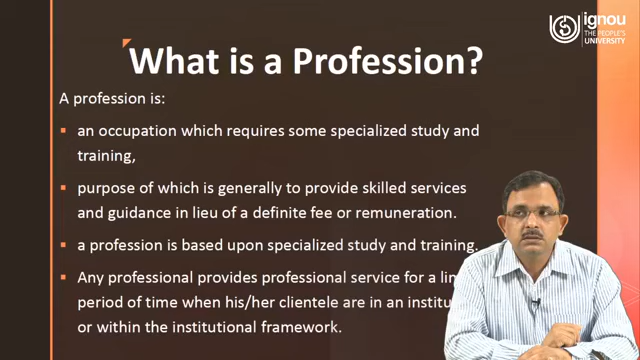 ignou
THE PEOPLE'S
UNIVERSITY
What is a Profession?
A profession is:
an occupation which requires some specialized study and
training,
purpose of which is generally to provide skilled services
and guidance in lieu of a definite fee or remuneration.
a profession is based upon specialized study and training.
Any professional provides professional service for a
period of time when his/her clientele are in an
or within the institutional framework.